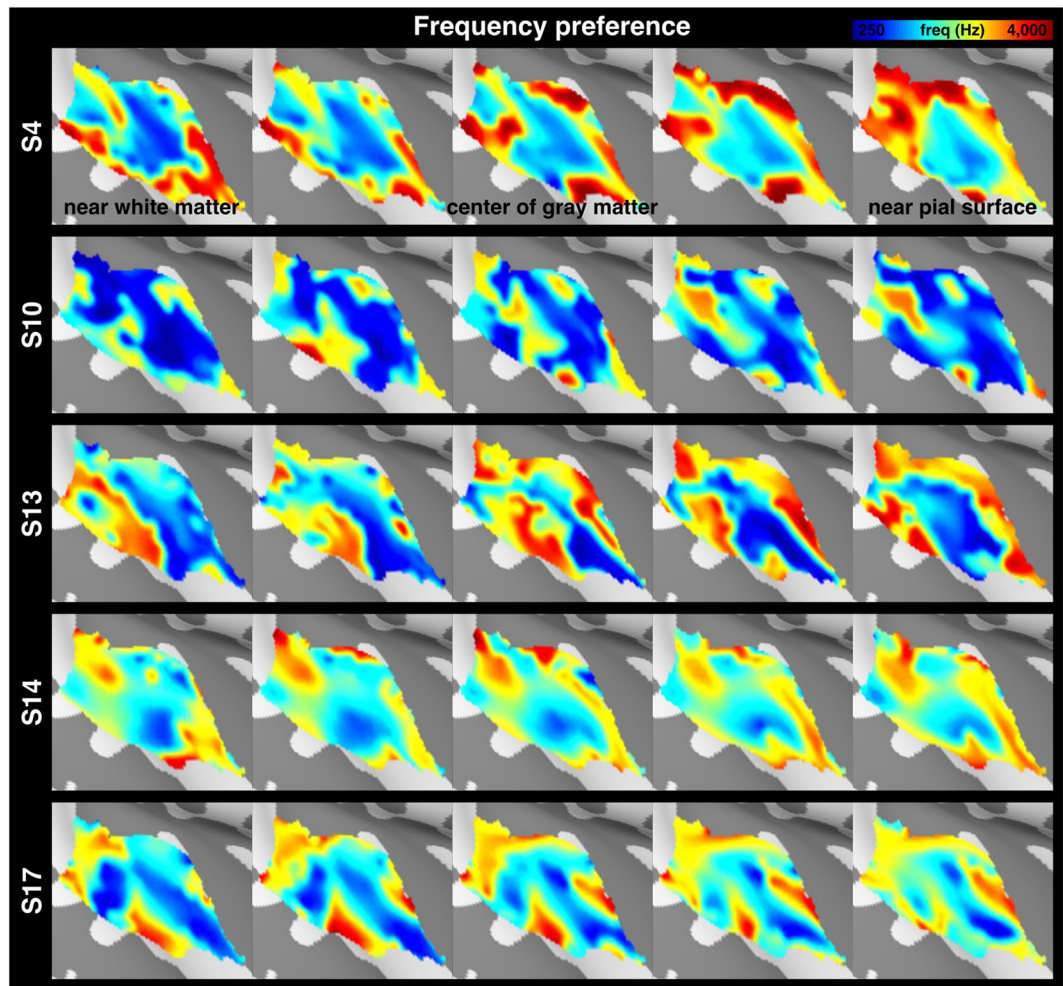 Frequency preference
250 freq (Hz) 4,000
S4
near white matter center of gray matter near pial surface
S10
S13
S14
S17